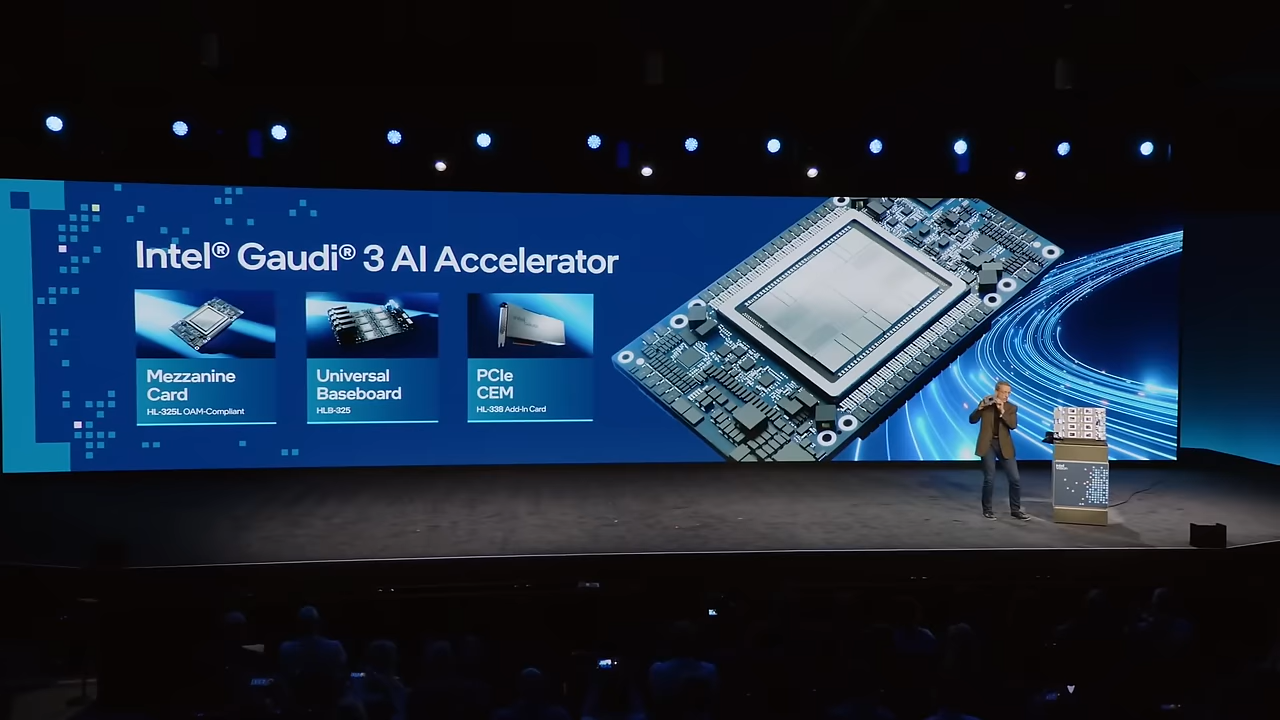 Intel® Gaudi® 3 AI Accelerator
Mezzanine
Card
HL-325L OAM-Compliant
Universal
Baseboard
HLB-325
PCIe
CEM
HL-338 Add-In Card